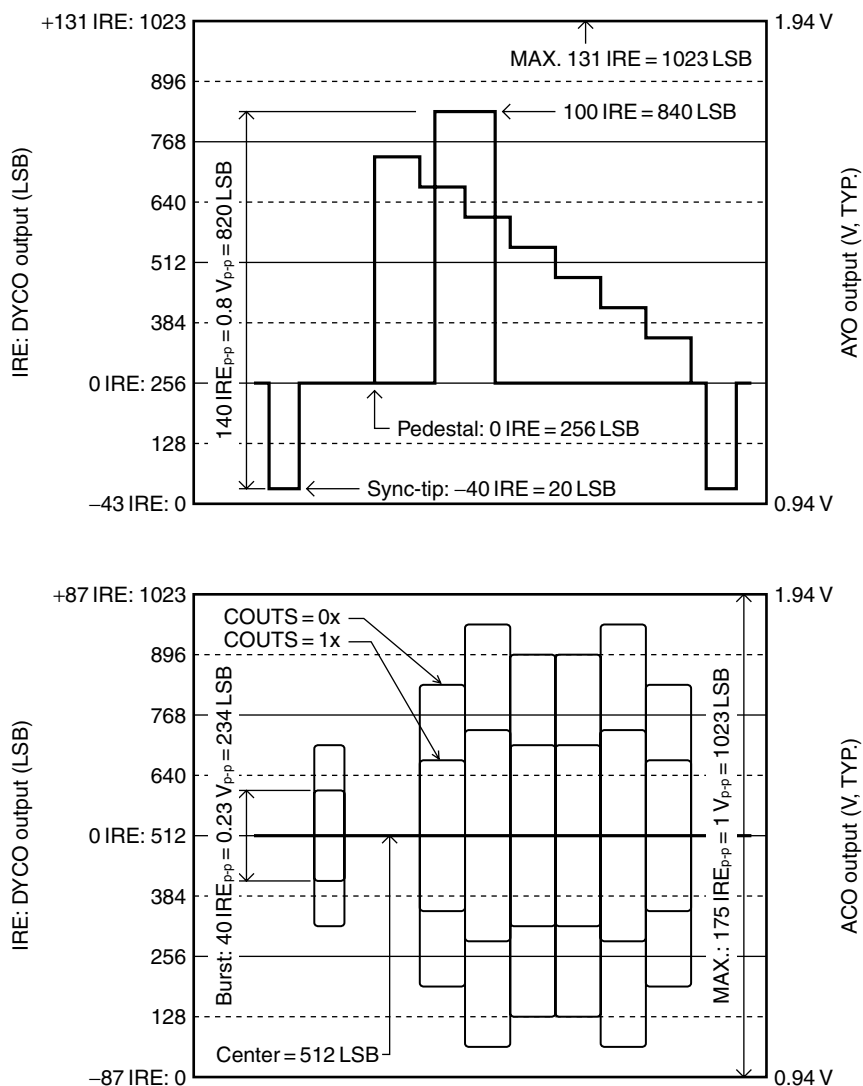 +131 IRE: 1023
1.94 V
MAX. 131 IRE = 1023 LSB
896
100 IRE = 840 LSB
768
640
512
384
0 IRE: 256
Pedestal: 0 IRE = 256 LSB
128
Sync-tip: −40 IRE = 20 LSB
−43 IRE: 0
0.94 V
IRE: DYCO output (LSB)
140 IREp-p = 0.8 Vp-p = 820 LSB
AYO output (V, TYP.)
+87 IRE: 1023
1.94 V
COUTS = 0x
COUTS = 1x
896
768
640
0 IRE: 512
384
256
128
Center = 512 LSB
−87 IRE: 0
0.94 V
IRE: DYCO output (LSB)
Burst: 40 IREp-p = 0.23 Vp-p = 234 LSB
MAX.: 175 IREp-p = 1 Vp-p = 1023 LSB
ACO output (V, TYP.)